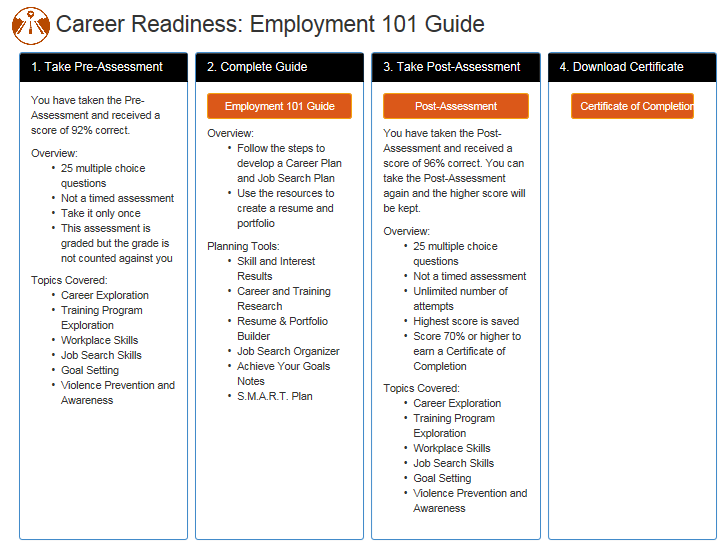 Career Readiness: Employment 101 Guide
1. Take Pre-Assessment
You have taken the Pre-
Assessment and received a
score of 92% correct.
Overview:
• 25 multiple choice
questions
• Not a timed assessment
• Take it only once
• This assessment is
graded but the grade is
not counted against you
Topics Covered:
• Career Exploration
• Training Program
Exploration
• Workplace Skills
• Job Search Skills
• Goal Setting
• Violence Prevention and
Awareness
2. Complete Guide
Employment 101 Guide
Overview:
• Follow the steps to
develop a Career Plan
and Job Search Plan
• Use the resources to
create a resume and
portfolio
Planning Tools:
• Skill and Interest
Results
• Career and Training
Research
• Resume & Portfolio
Builder
• Job Search Organizer
• Achieve Your Goals
Notes
• S.M.A.R.T. Plan
3. Take Post-Assessment
Post-Assessment
You have taken the Post-
Assessment and received a
score of 96% correct. You can
take the Post-Assessment
again and the higher score will
be kept.
Overview:
• 25 multiple choice
questions
• Not a timed assessment
• Unlimited number of
attempts
• Highest score is saved
• Score 70% or higher to
earn a Certificate of
Completion
Topics Covered:
• Career Exploration
• Training Program
Exploration
• Workplace Skills
• Job Search Skills
• Goal Setting
• Violence Prevention and
Awareness
4. Download Certificate
Certificate of Completion